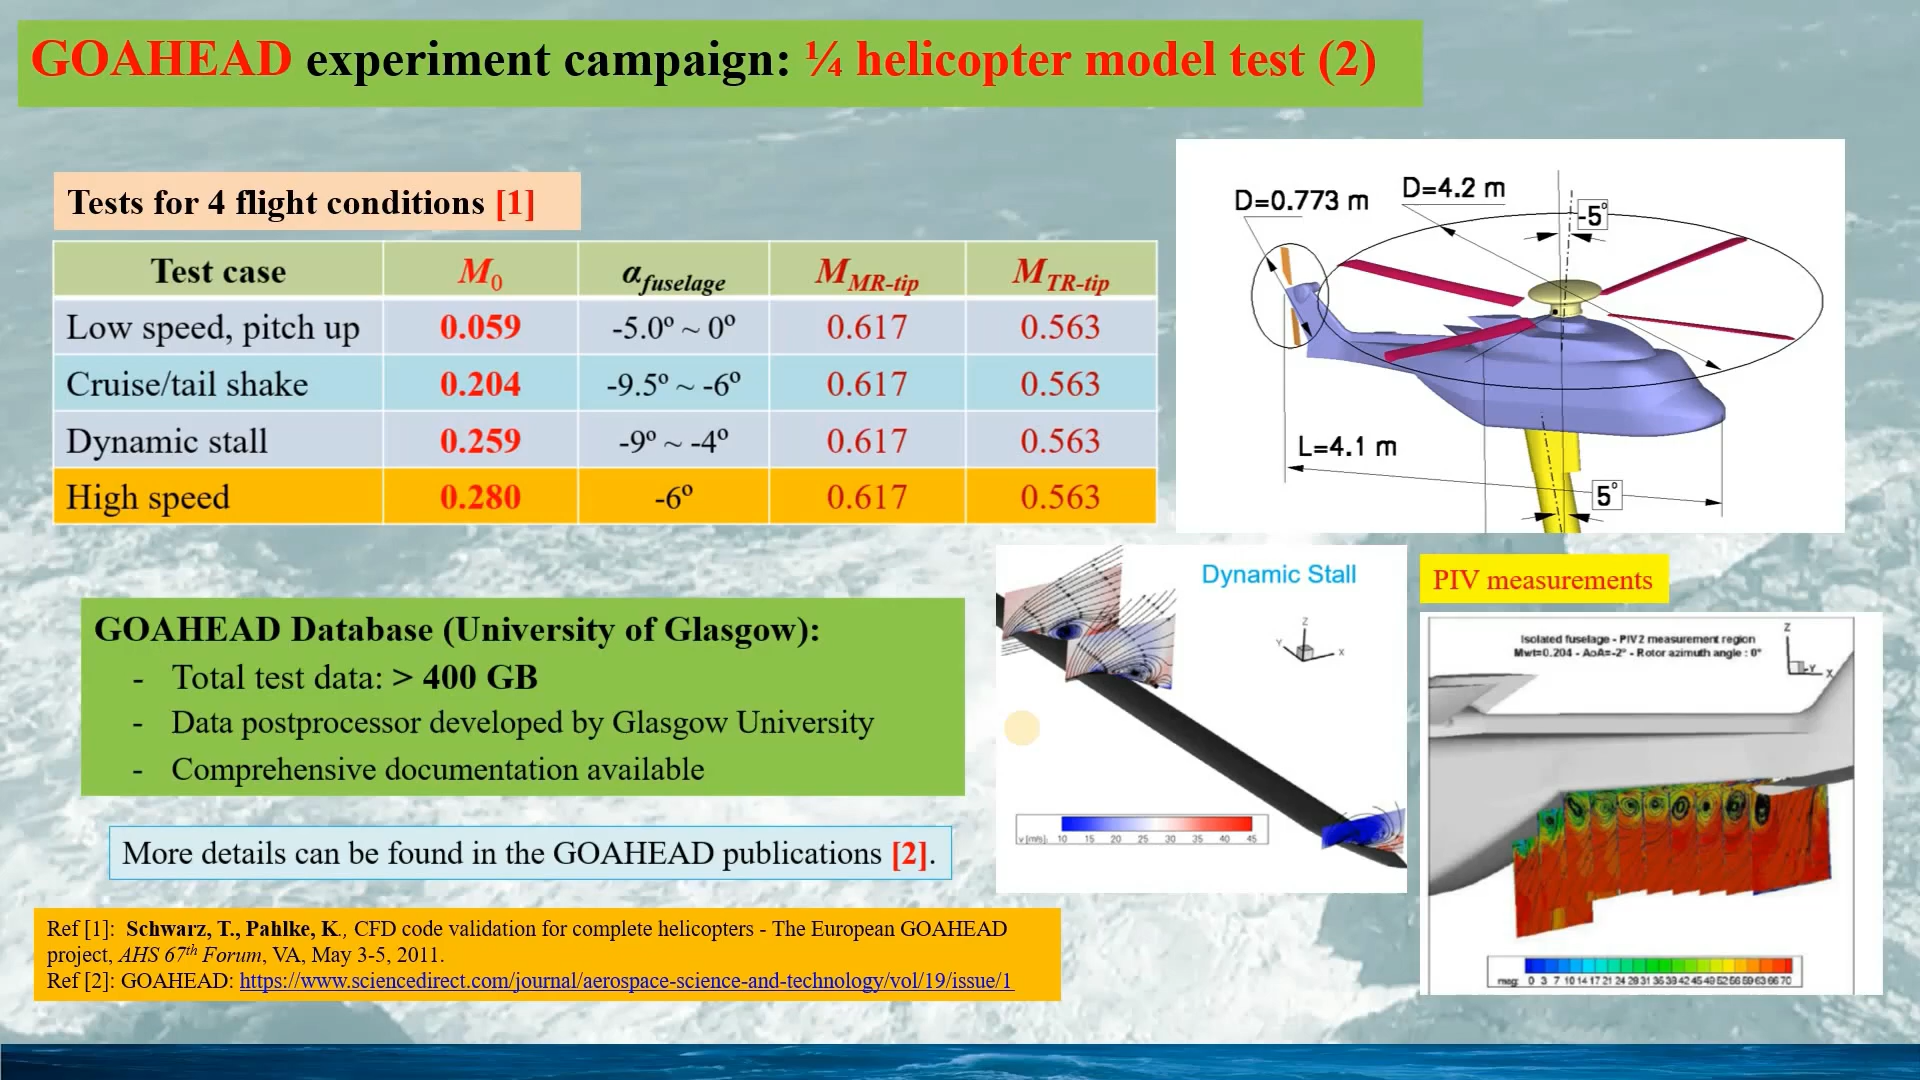 GOAHEAD experiment campaign: ¼ helicopter model test (2)
Tests for 4 flight conditions [1]
Test case M0 αfuselage MMR-tip MTR-tip
Low speed, pitch up 0.059 -5.0º ~ 0º 0.617 0.563
Cruise/tail shake 0.204 -9.5º ~ -6º 0.617 0.563
Dynamic stall 0.259 -9º ~ -4º 0.617 0.563
High speed 0.280 -6º 0.617 0.563
D=0.773 m
D=4.2 m
-5°
L=4.1 m
5°
GOAHEAD Database (University of Glasgow):
- Total test data: > 400 GB
- Data postprocessor developed by Glasgow University
- Comprehensive documentation available
More details can be found in the GOAHEAD publications [2].
Dynamic Stall
Z
Y
X
v [m/s]: 10 15 20 25 30 35 40 45
PIV measurements
Isolated fuselage - PIV2 measurement region
Mwt=0.204 - AoA=-2° - Rotor azimuth angle : 0°
Z
Y
X
mag: 0 3 7 10 14 17 21 24 28 31 35 38 42 45 49 52 56 59 63 66 70
Ref [1]: Schwarz, T., Pahlke, K., CFD code validation for complete helicopters - The European GOAHEAD
project, AHS 67th Forum, VA, May 3-5, 2011.
Ref [2]: GOAHEAD: https://www.sciencedirect.com/journal/aerospace-science-and-technology/vol/19/issue/1